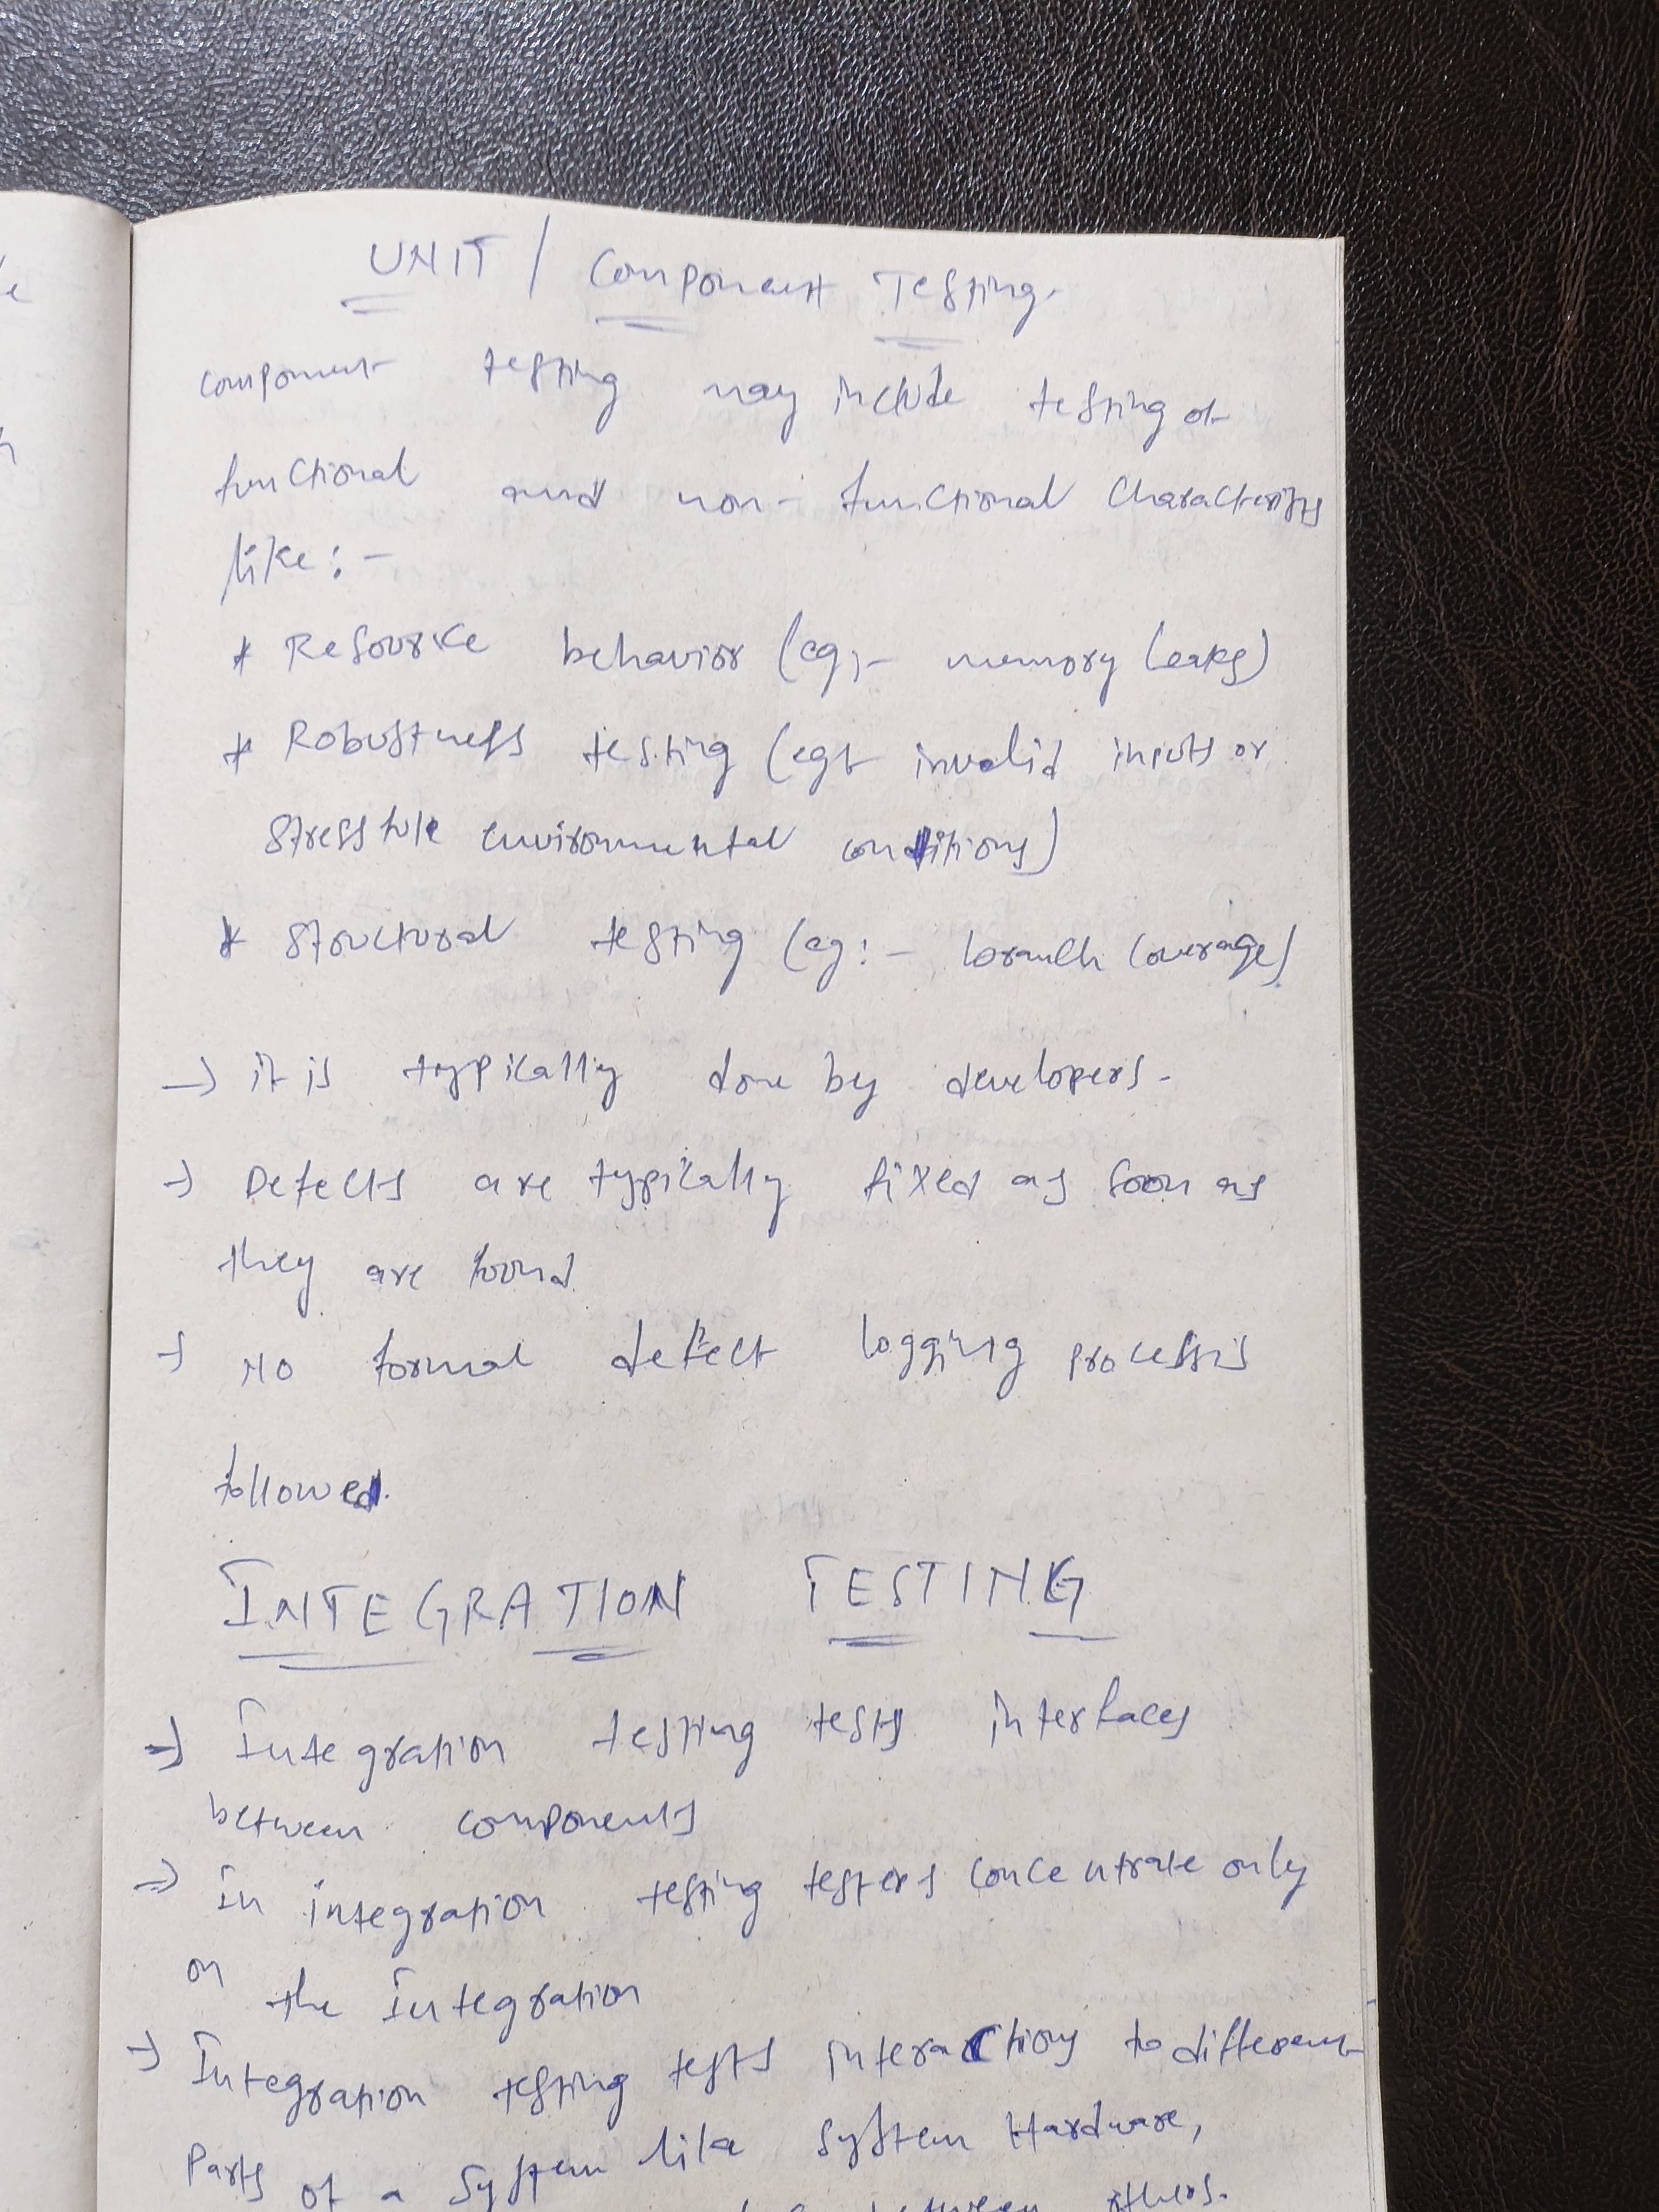 UNIT / Component Testing.
component testing may include testing of
functional and non-functional Characteristics
like:-
* Resource behavior (eg:- memory leaks)
* Robustness testing (eg:- invalid inputs or
stressfule environmental conditions)
* Structural testing (eg:- branch coverage)
→ it is typically done by developers.
→ Defects are typically fixed as soon as
they are found
→ No formal defect logging process is
followed.
INTEGRATION TESTING
→ Integration testing tests interfaces
between components
→ In integration testing testers concentrate only
on the Integration
→ Integration testing tests interactions to different
Parts of a System like System Hardware,
between others.